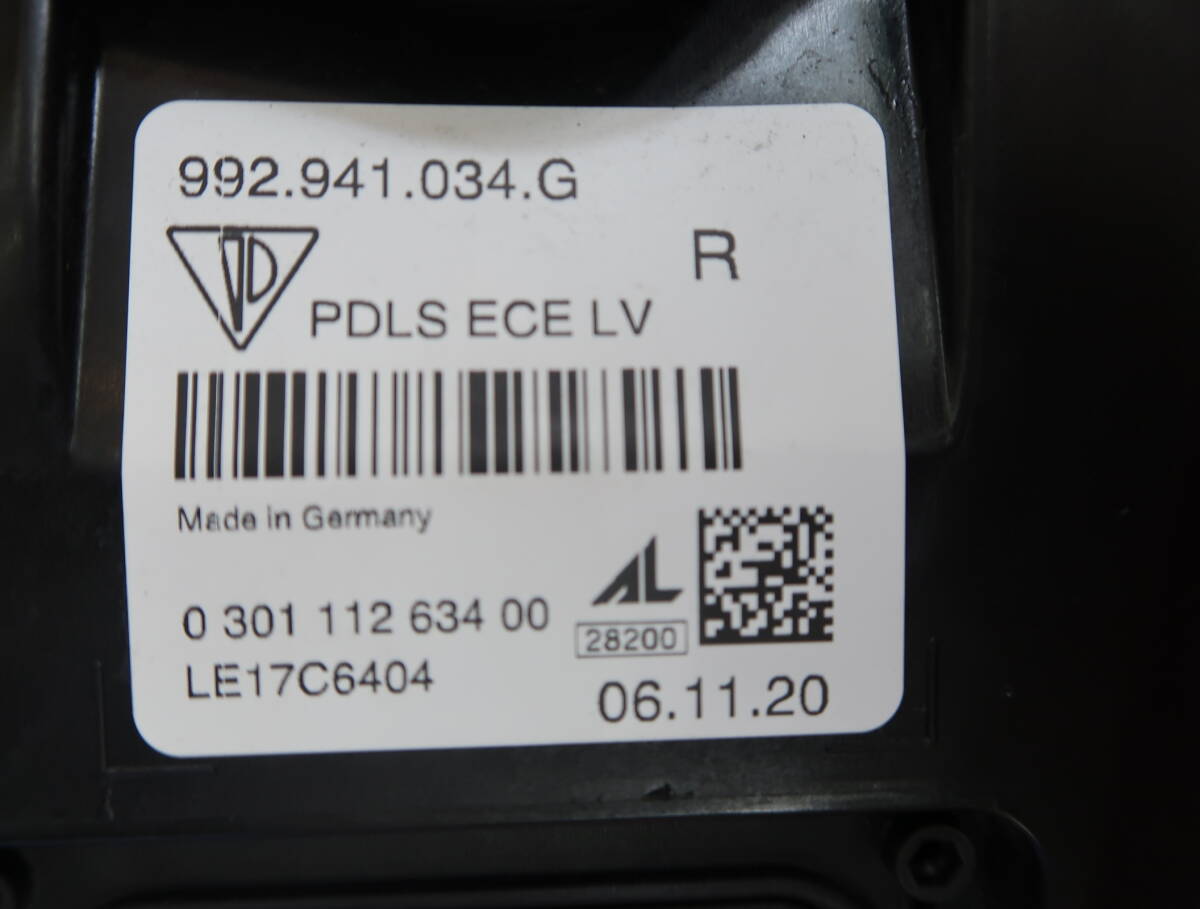 992.941.034.G
R
PDLS ECE LV
Made in Germany
AL
0 301 112 634 00
28200
LE17C6404
06.11.20